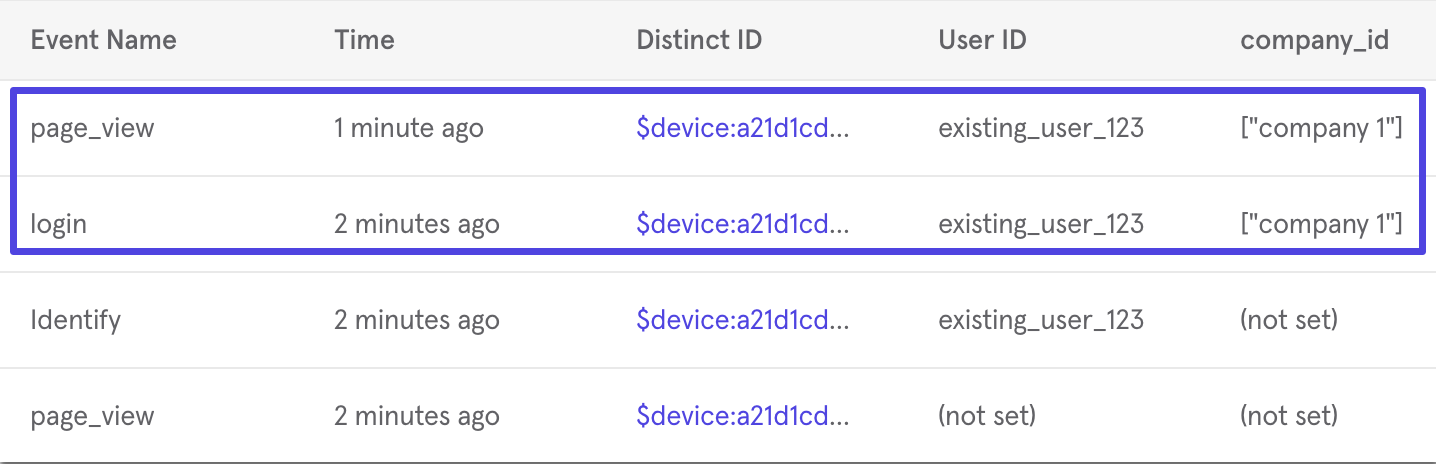 Event Name Time Distinct ID User ID company_id
page_view 1 minute ago $device:a21d1cd... existing_user_123 ["company 1"]
login 2 minutes ago $device:a21d1cd... existing_user_123 ["company 1"]
Identify 2 minutes ago $device:a21d1cd... existing_user_123 (not set)
page_view 2 minutes ago $device:a21d1cd... (not set) (not set)